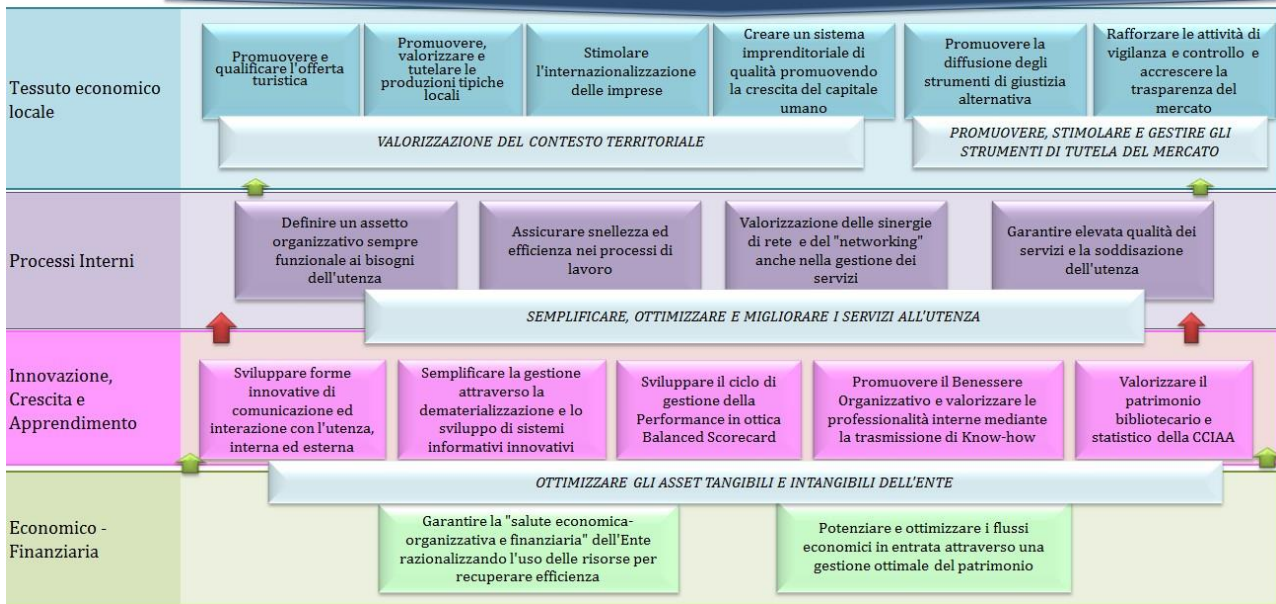 Tessuto economico
locale
Promuovere e
qualificare l'offerta
turistica
Promuovere,
valorizzare e
tutelare le
produzioni tipiche
locali
Stimolare
l'internazionalizzazione
delle imprese
Creare un sistema
imprenditoriale di
qualità promuovendo
la crescita del capitale
umano
Promuovere la
diffusione degli
strumenti di giustizia
alternativa
Rafforzare le attività di
vigilanza e controllo e
accrescere la
trasparenza del
mercato
VALORIZZAZIONE DEL CONTESTO TERRITORIALE
PROMUOVERE, STIMOLARE E GESTIRE GLI
STRUMENTI DI TUTELA DEL MERCATO
Processi Interni
Definire un assetto
organizzativo sempre
funzionale ai bisogni
dell'utenza
Assicurare snellezza ed
efficienza nei processi di
lavoro
Valorizzazione delle sinergie
di rete e del "networking"
anche nella gestione dei
servizi
Garantire elevata qualità dei
servizi e la soddisazione
dell'utenza
SEMPLIFICARE, OTTIMIZZARE E MIGLIORARE I SERVIZI ALL'UTENZA
Innovazione,
Crescita e
Apprendimento
Sviluppare forme
innovative di
comunicazione ed
interazione con l'utenza,
interna ed esterna
Semplificare la gestione
attraverso la
dematerializzazione e lo
sviluppo di sistemi
informativi innovativi
Sviluppare il ciclo di
gestione della
Performance in ottica
Balanced Scorecard
Promuovere il Benessere
Organizzativo e valorizzare le
professionalità interne mediante
la trasmissione di Know-how
Valorizzare il
patrimonio
bibliotecario e
statistico della CCIAA
OTTIMIZZARE GLI ASSET TANGIBILI E INTANGIBILI DELL'ENTE
Economico -
Finanziaria
Garantire la "salute economica-
organizzativa e finanziaria" dell'Ente
razionalizzando l'uso delle risorse per
recuperare efficienza
Potenziare e ottimizzare i flussi
economici in entrata attraverso una
gestione ottimale del patrimonio